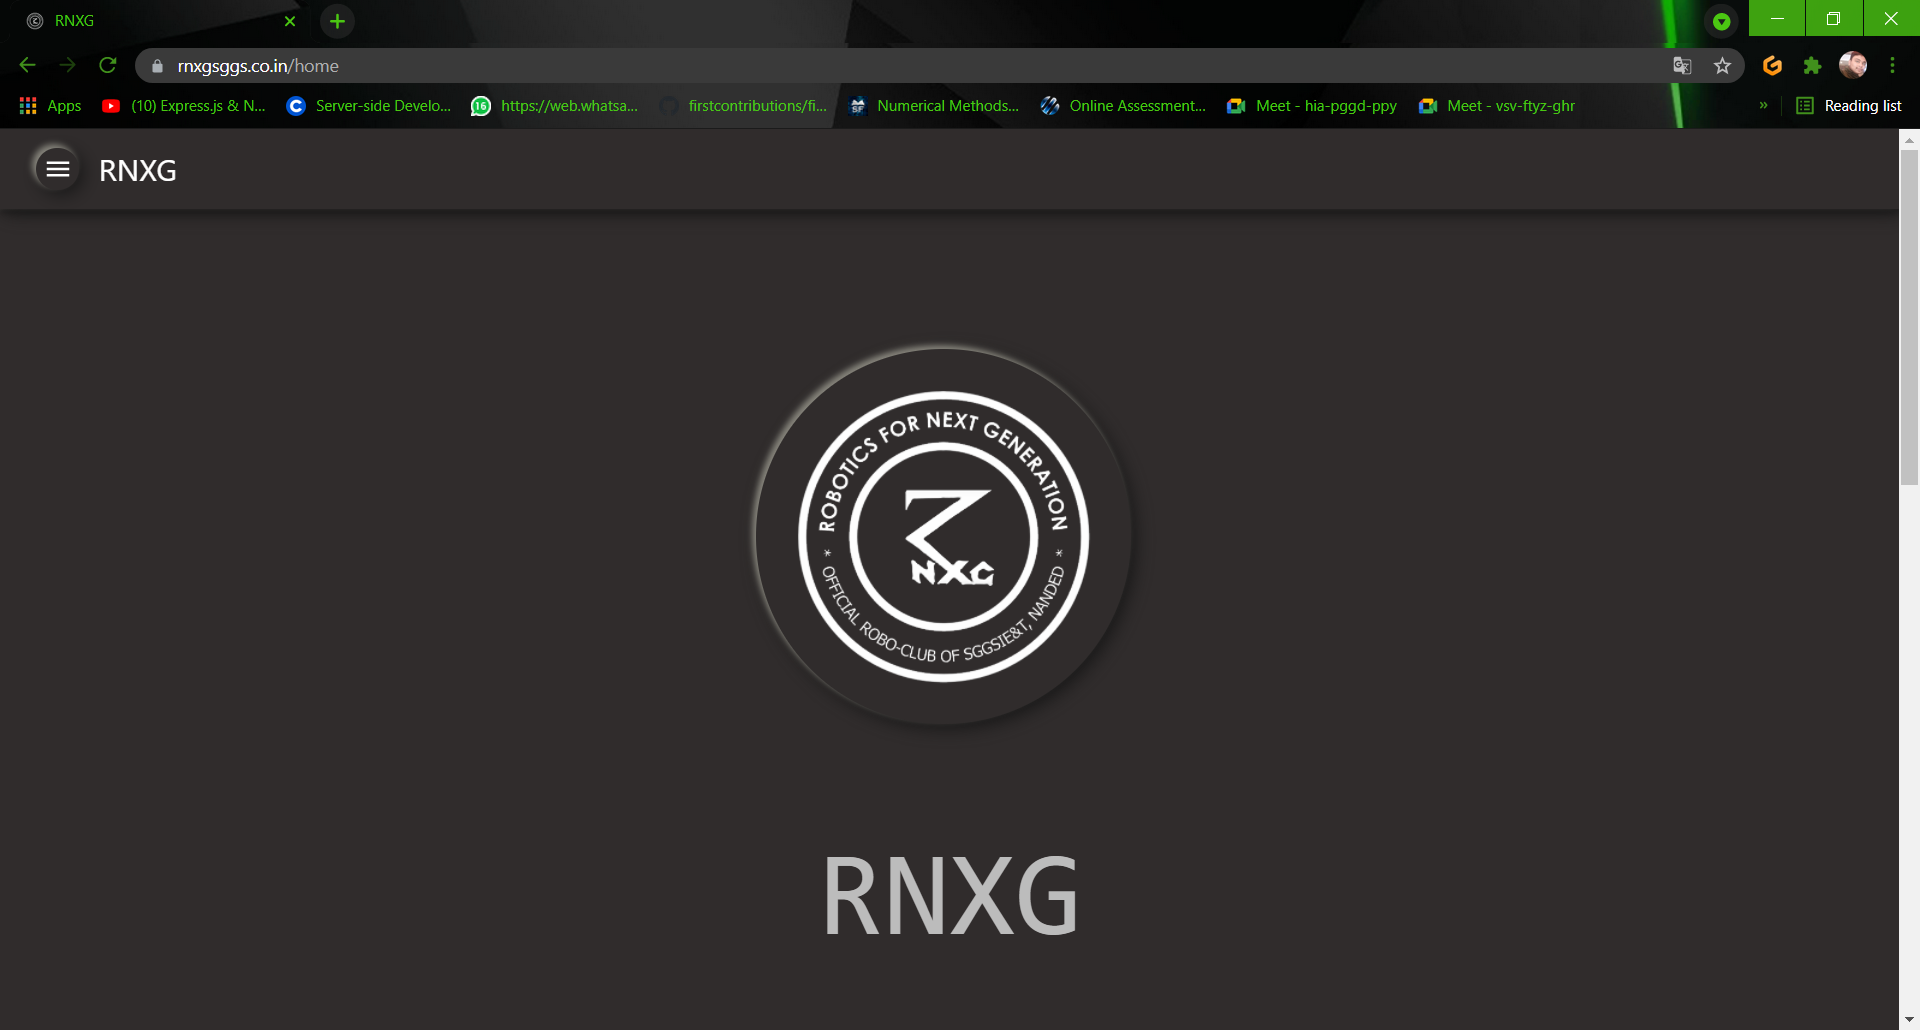 RNXG
rnxgsggs.co.in/home
Apps
(10) Express.js & N...
Server-side Develo...
16
https://web.whatsa...
firstcontributions/fi...
SF
Numerical Methods...
Online Assessment...
Meet - hia-pggd-ppy
Meet - vsv-ftyz-ghr
»
Reading list
RNXG
ROBOTICS FOR NEXT GENERATION
NXG
* OFFICIAL ROBO-CLUB OF SGGSIE&T, NANDED *
RNXG